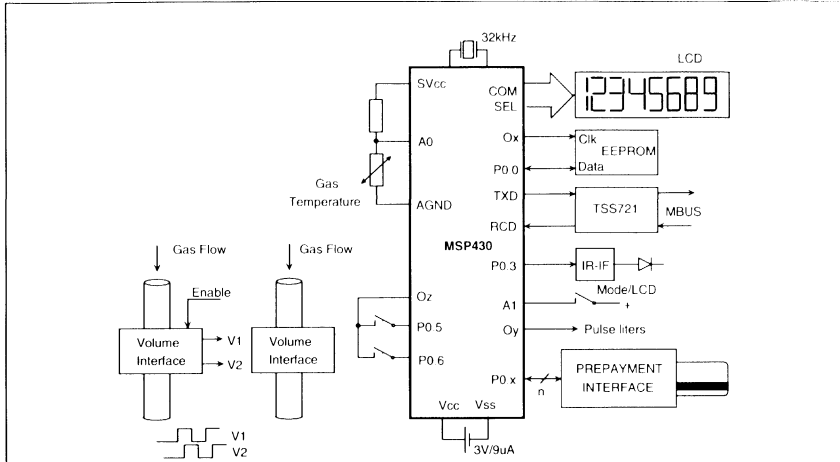 32kHz
LCD
SVcc
COM
SEL
12345689
A0
Ox
Clk
EEPROM
P0.0
Data
Gas
Temperature
AGND
TXD
RCD
TSS721
MBUS
MSP430
Gas Flow
Gas Flow
P0.3
IR-IF
Enable
Oz
A1
Mode/LCD
+
P0.5
Oy
Pulse liters
Volume
Interface
V1
V2
Volume
Interface
P0.6
P0.x
n
PREPAYMENT
INTERFACE
Vcc
Vss
V1
V2
3V/9uA